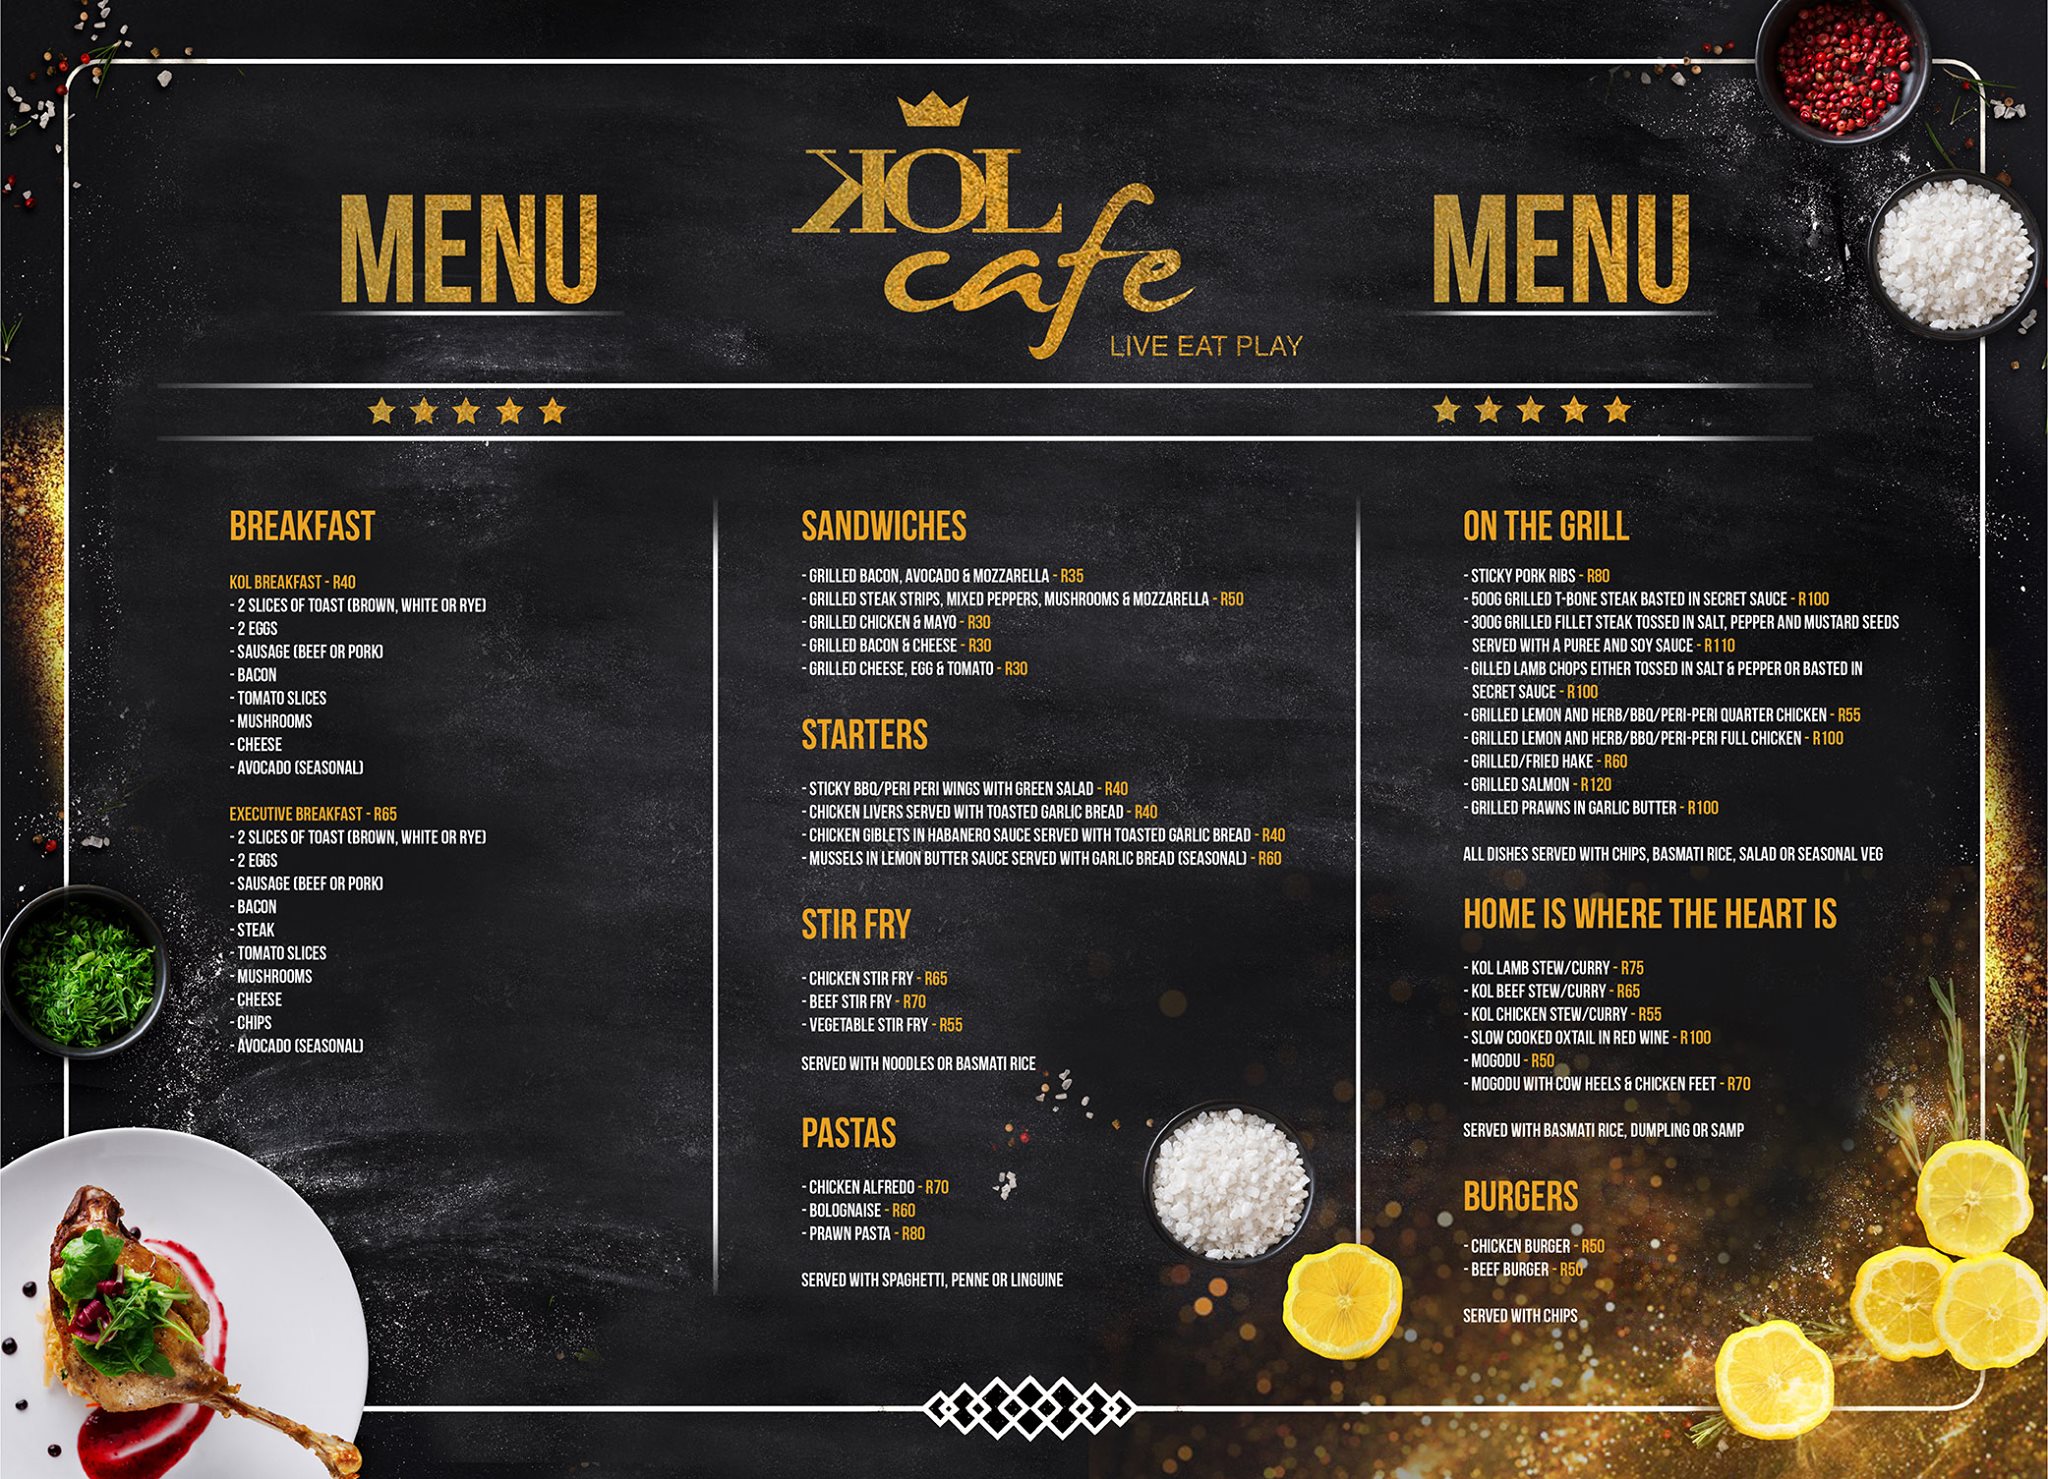 MENU
KOL
cafe
LIVE EAT PLAY
MENU
BREAKFAST
KOL BREAKFAST - R40
- 2 SLICES OF TOAST (BROWN, WHITE OR RYE)
- 2 EGGS
- SAUSAGE (BEEF OR PORK)
- BACON
- TOMATO SLICES
- MUSHROOMS
- CHEESE
- AVOCADO (SEASONAL)
EXECUTIVE BREAKFAST - R65
- 2 SLICES OF TOAST (BROWN, WHITE OR RYE)
- 2 EGGS
- SAUSAGE (BEEF OR PORK)
- BACON
- STEAK
- TOMATO SLICES
- MUSHROOMS
- CHEESE
- CHIPS
- AVOCADO (SEASONAL)
SANDWICHES
- GRILLED BACON, AVOCADO & MOZZARELLA - R35
- GRILLED STEAK STRIPS, MIXED PEPPERS, MUSHROOMS & MOZZARELLA - R50
- GRILLED CHICKEN & MAYO - R30
- GRILLED BACON & CHEESE - R30
- GRILLED CHEESE, EGG & TOMATO - R30
STARTERS
- STICKY BBQ/PERI PERI WINGS WITH GREEN SALAD - R40
- CHICKEN LIVERS SERVED WITH TOASTED GARLIC BREAD - R40
- CHICKEN GIBLETS IN HABANERO SAUCE SERVED WITH TOASTED GARLIC BREAD - R40
- MUSSELS IN LEMON BUTTER SAUCE SERVED WITH GARLIC BREAD (SEASONAL) - R60
STIR FRY
- CHICKEN STIR FRY - R65
- BEEF STIR FRY - R70
- VEGETABLE STIR FRY - R55
SERVED WITH NOODLES OR BASMATI RICE
PASTAS
- CHICKEN ALFREDO - R70
- BOLOGNAISE - R60
- PRAWN PASTA - R80
SERVED WITH SPAGHETTI, PENNE OR LINGUINE
ON THE GRILL
- STICKY PORK RIBS - R80
- 500G GRILLED T-BONE STEAK BASTED IN SECRET SAUCE - R100
- 300G GRILLED FILLET STEAK TOSSED IN SALT, PEPPER AND MUSTARD SEEDS
SERVED WITH A PUREE AND SOY SAUCE - R110
- GILLED LAMB CHOPS EITHER TOSSED IN SALT & PEPPER OR BASTED IN
SECRET SAUCE - R100
- GRILLED LEMON AND HERB/BBQ/PERI-PERI QUARTER CHICKEN - R55
- GRILLED LEMON AND HERB/BBQ/PERI-PERI FULL CHICKEN - R100
- GRILLED/FRIED HAKE - R60
- GRILLED SALMON - R120
- GRILLED PRAWNS IN GARLIC BUTTER - R100
ALL DISHES SERVED WITH CHIPS, BASMATI RICE, SALAD OR SEASONAL VEG
HOME IS WHERE THE HEART IS
- KOL LAMB STEW/CURRY - R75
- KOL BEEF STEW/CURRY - R65
- KOL CHICKEN STEW/CURRY - R55
- SLOW COOKED OXTAIL IN RED WINE - R100
- MOGODU - R50
- MOGODU WITH COW HEELS & CHICKEN FEET - R70
SERVED WITH BASMATI RICE, DUMPLING OR SAMP
BURGERS
- CHICKEN BURGER - R50
- BEEF BURGER - R50
SERVED WITH CHIPS